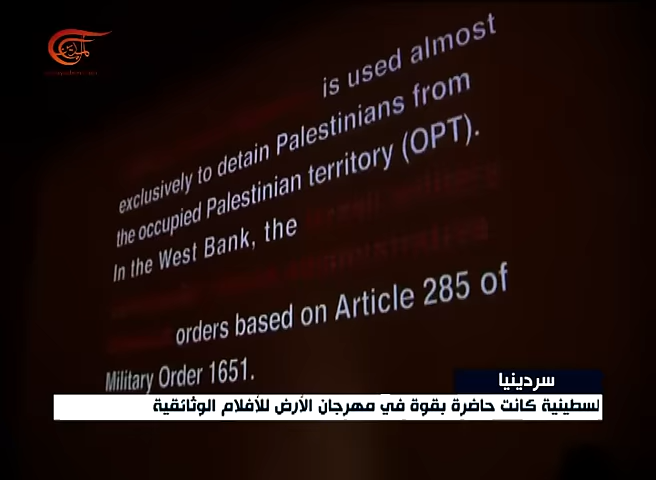 is used almost
exclusively to detain Palestinians from
the occupied Palestinian territory (OPT).
In the West Bank, the
orders based on Article 285 of
Military Order 1651.
سردينيا
لسطينية كانت حاضرة بقوة في مهرجان الأرض للأفلام الوثائقية